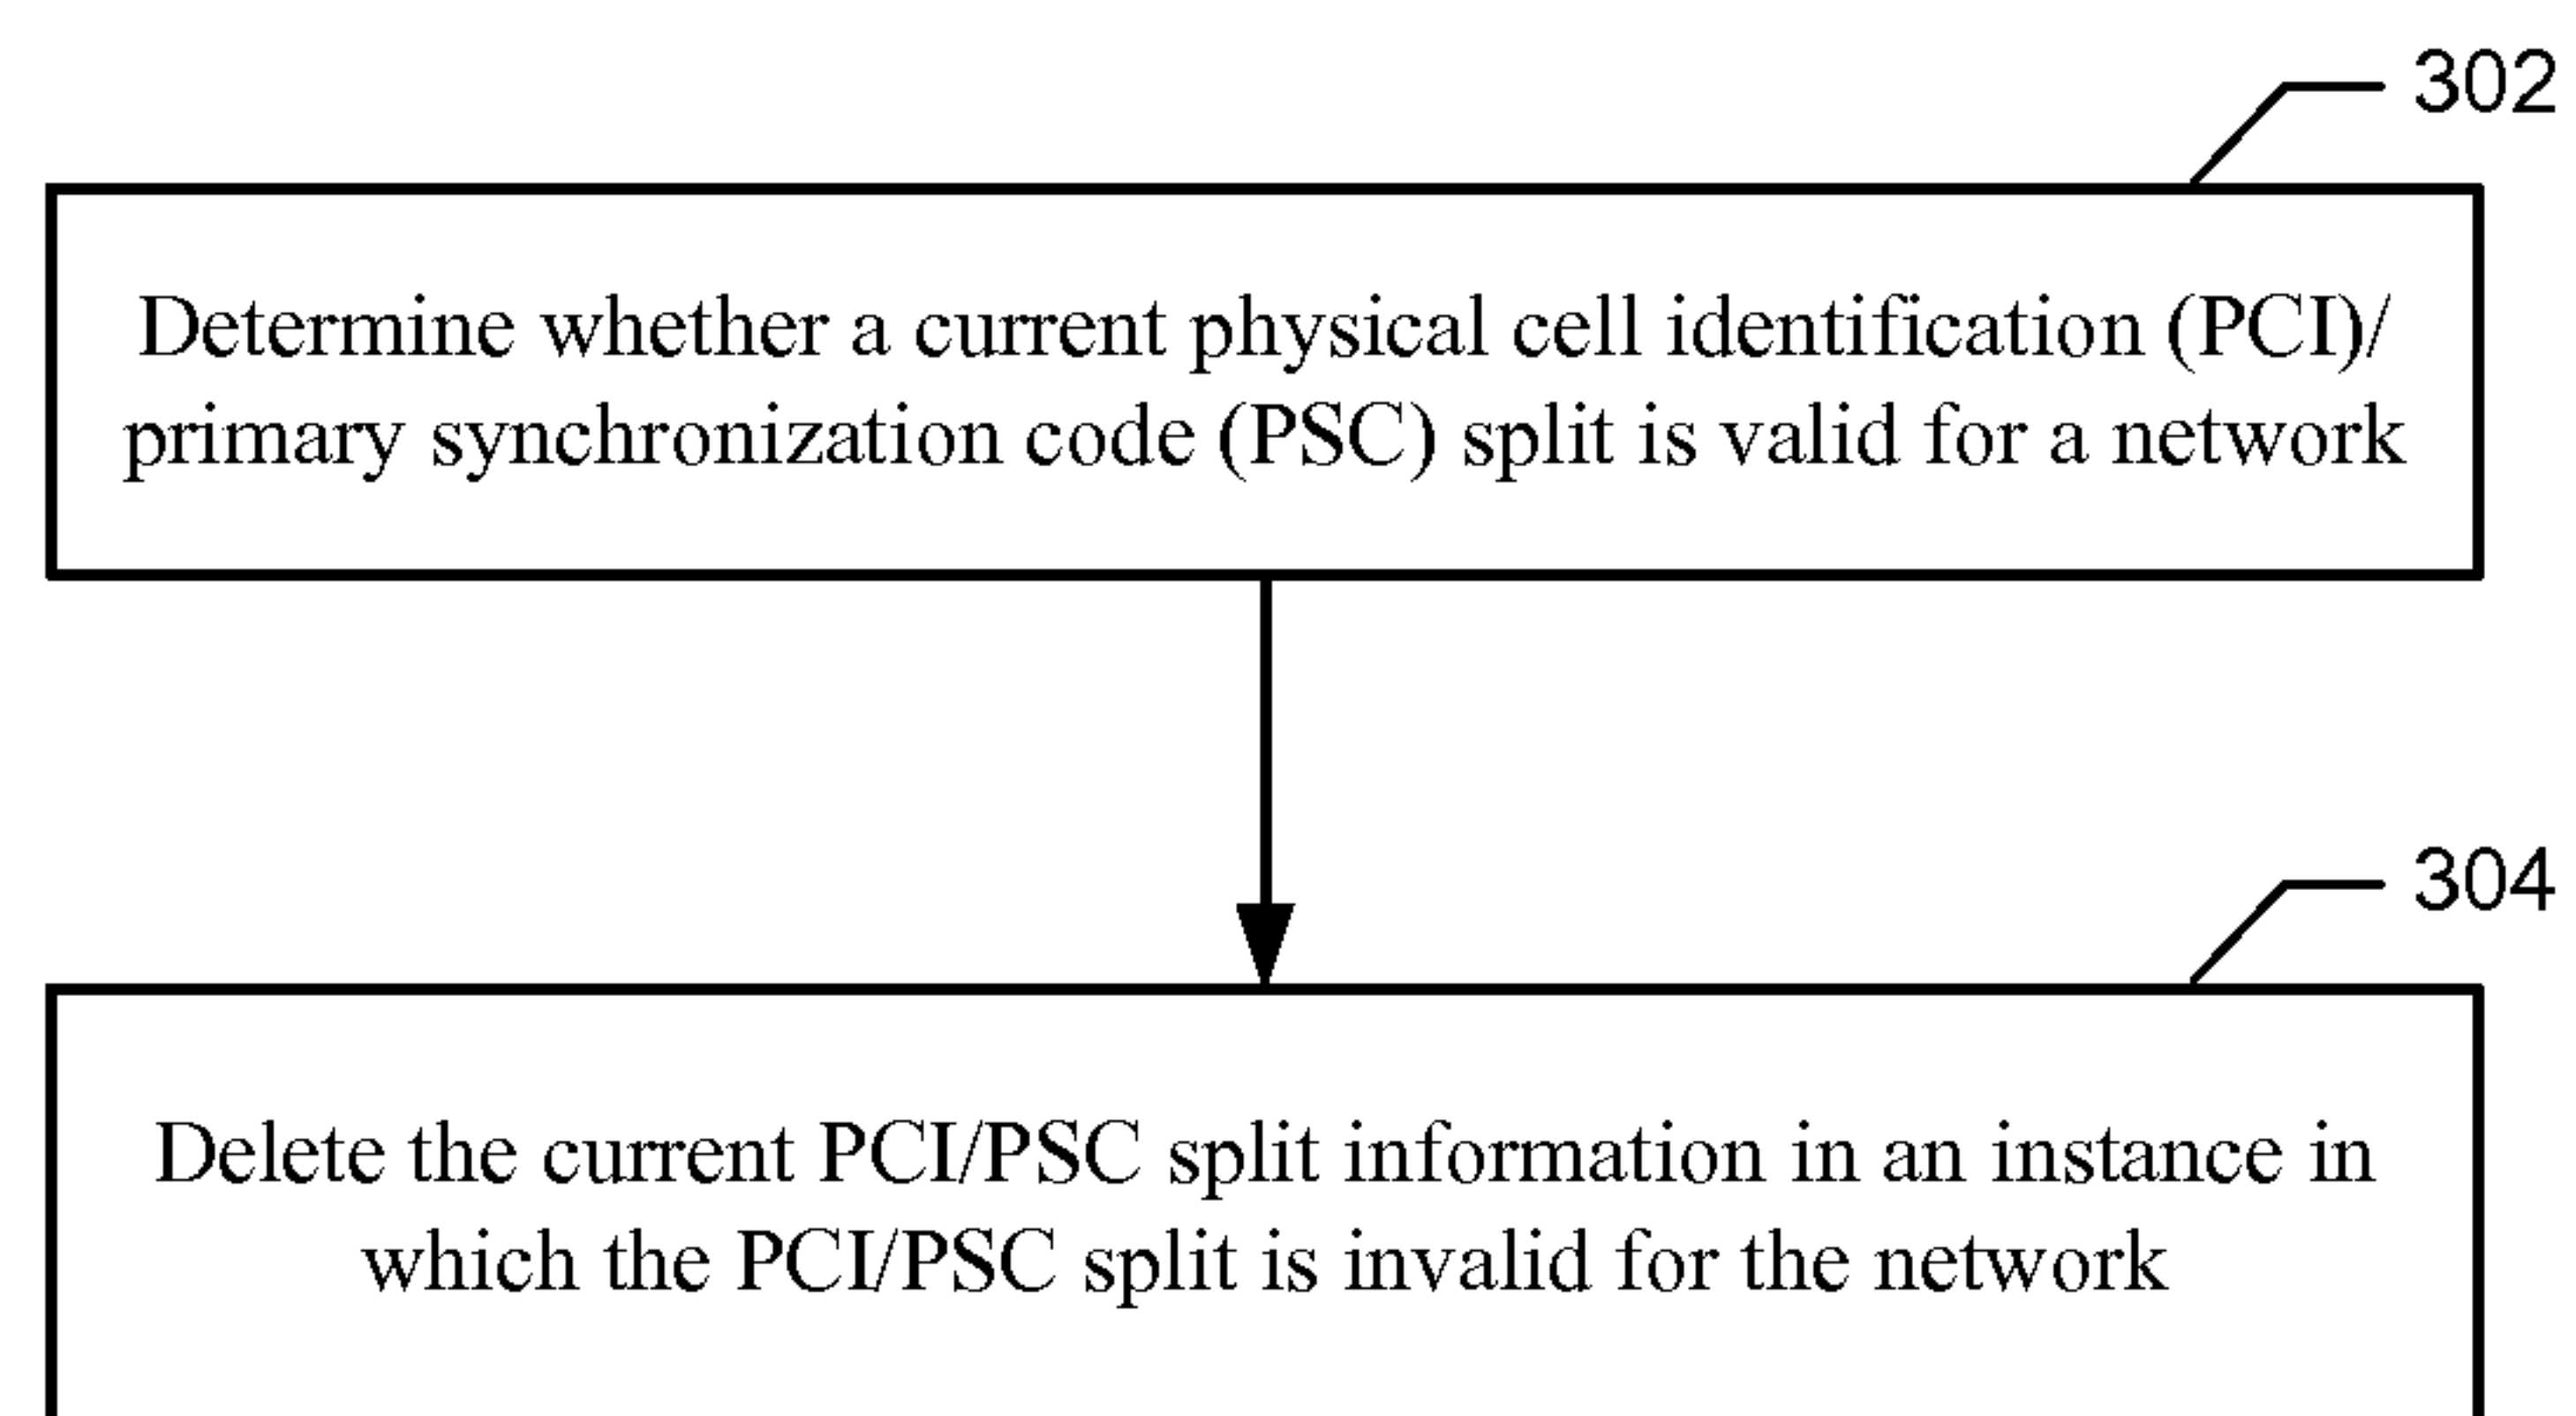 302
Determine whether a current physical cell identification (PCI)/
primary synchronization code (PSC) split is valid for a network
304
Delete the current PCI/PSC split information in an instance in
which the PCI/PSC split is invalid for the network